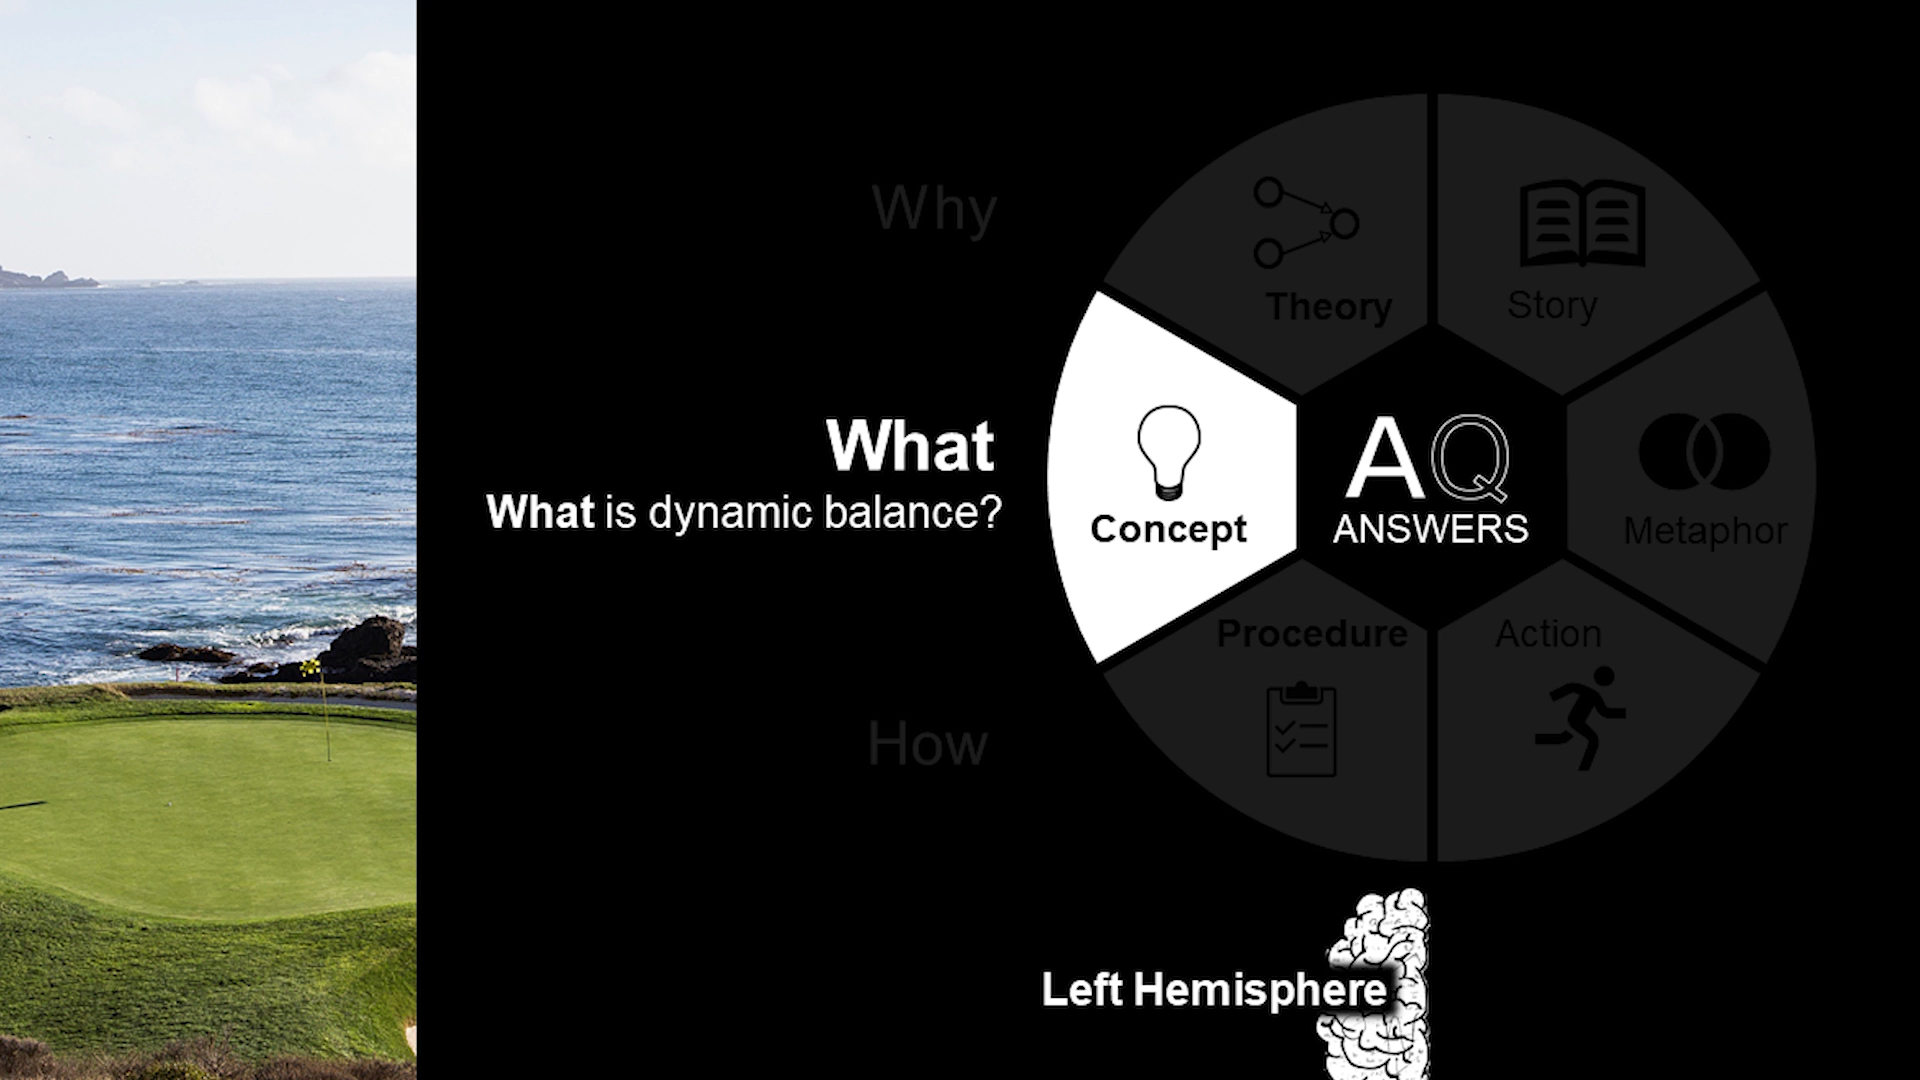 Why
Theory
Story
What
What is dynamic balance?
Concept
AQ
ANSWERS
Metaphor
Procedure
Action
How
Left Hemisphere